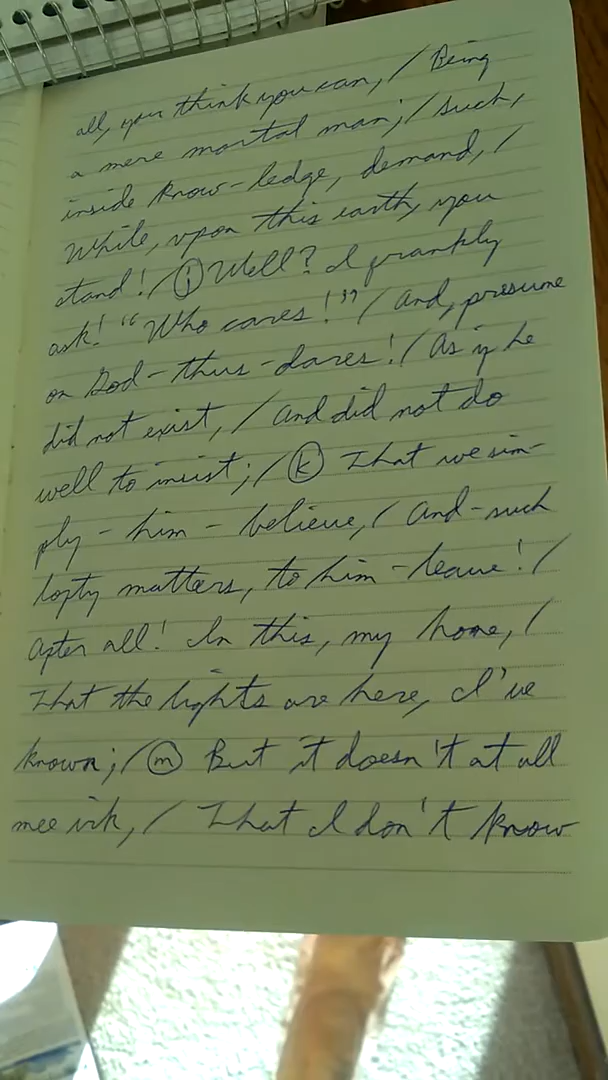 all, you think you can, / Being
a mere mortal man; / such,
inside know-ledge, demand, /
While, upon this earth, you
stand! / (j) Well? I frankly
ask! "Who cares!" / And, presume
on God-thus-dares! / As if he
did not exist, / And did not do
well to insist; / (k) That we sim-
ply-him-believe, / And-such
lofty matters, to him-leave! /
After all! In this, my home, /
That the lights are here, I've
known; / (m) But it doesn't at all
mee irk, / That I don't know